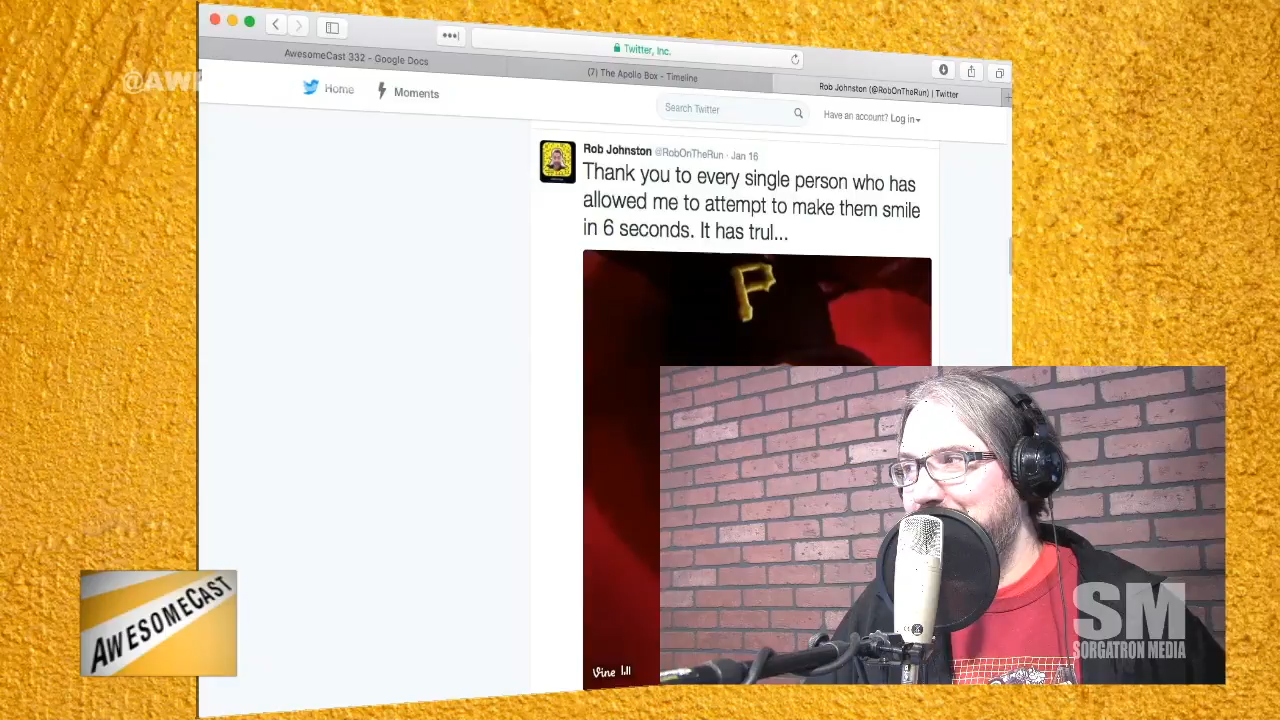 Twitter, Inc.
AwesomeCast 332 - Google Docs
(7) The Apollo Box - Timeline
Rob Johnston (@RobOnTheRun) | Twitter
Home
Moments
Search Twitter
Have an account? Log in
Rob Johnston @RobOnTheRun · Jan 16
Thank you to every single person who has
allowed me to attempt to make them smile
in 6 seconds. It has trul...
P
Vine
AWESOMECAST
SM
SORGATRON MEDIA